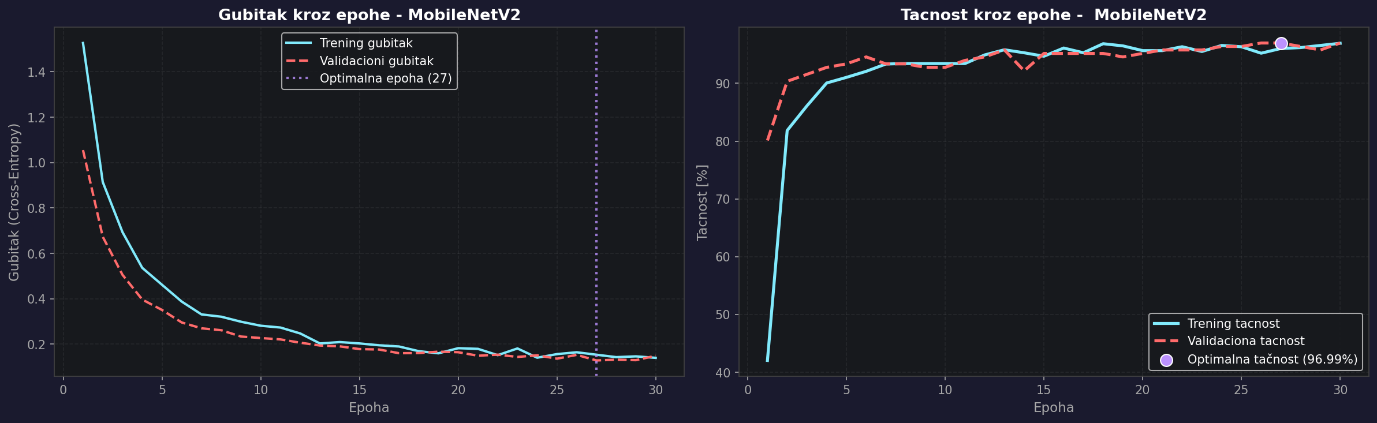 Gubitak kroz epohe - MobileNetV2
Trening gubitak
Validacioni gubitak
Optimalna epoha (27)
Gubitak (Cross-Entropy)
1.4
1.2
1.0
0.8
0.6
0.4
0.2
0 5 10 15 20 25 30
Epoha
Tacnost kroz epohe - MobileNetV2
Tacnost [%]
90
80
70
60
50
40
Trening tacnost
Validaciona tacnost
Optimalna tačnost (96.99%)
0 5 10 15 20 25 30
Epoha